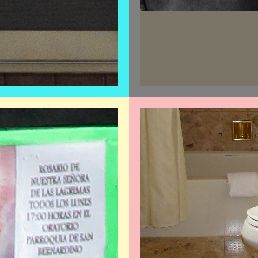 ROSARIO DE
NUESTRA SEÑORA
DE LAS LAGRIMAS
TODOS LOS LUNES
17:00 HORAS EN EL
ORATORIO
PARROQUIA DE SAN
BERNARDINO